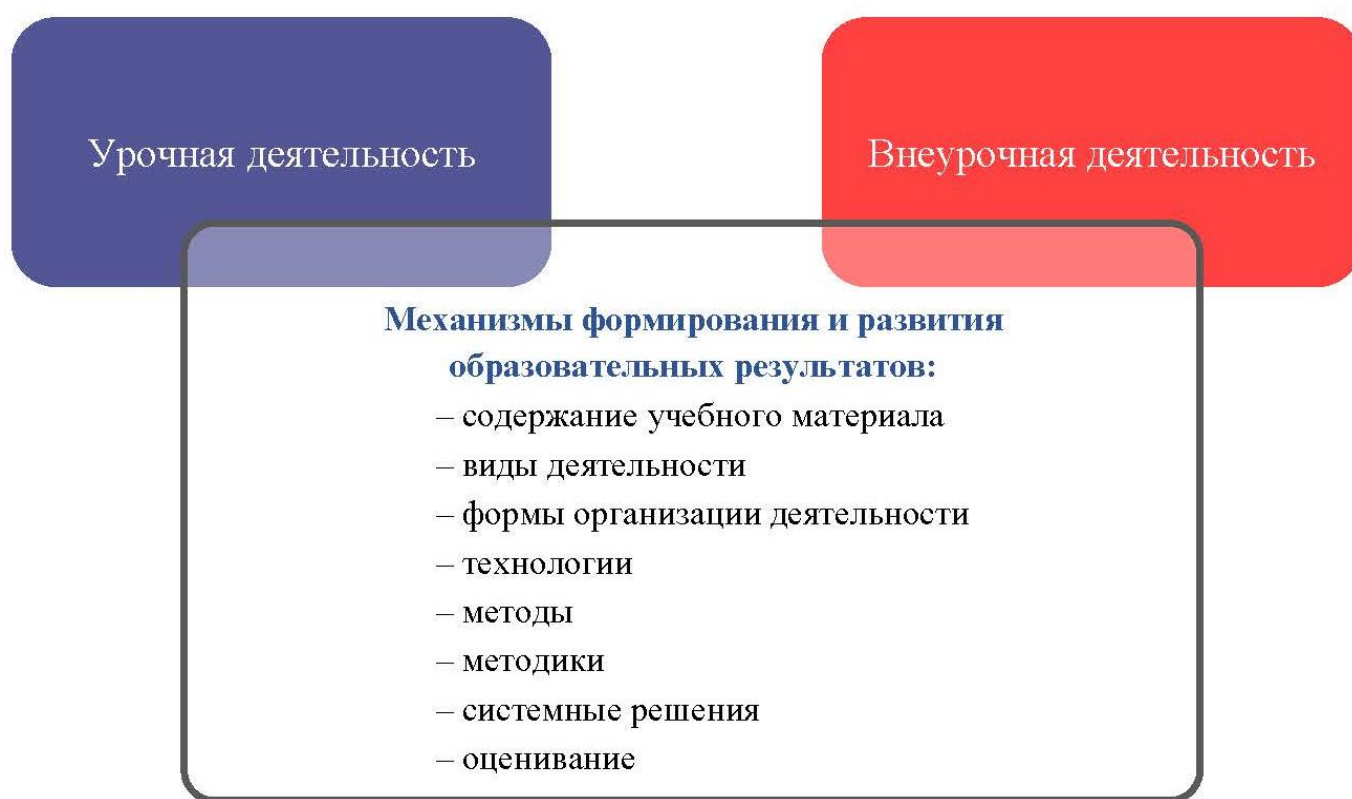 Урочная деятельность
Внеурочная деятельность
Механизмы формирования и развития
образовательных результатов:
– содержание учебного материала
– виды деятельности
– формы организации деятельности
– технологии
– методы
– методики
– системные решения
– оценивание